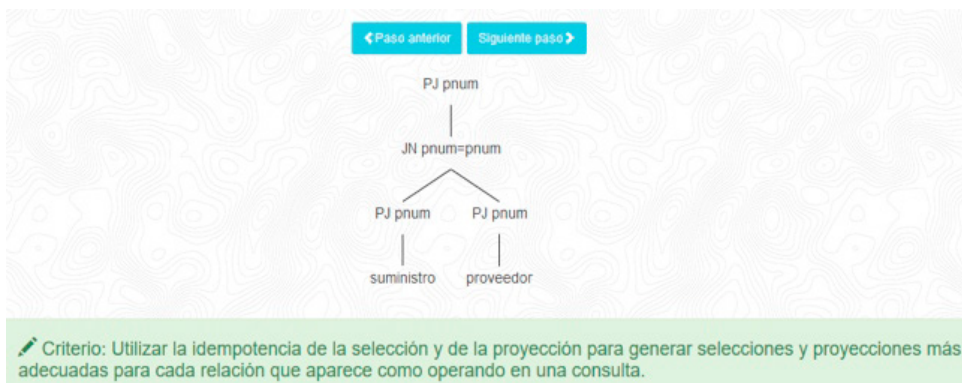 Paso anterior Siguiente paso
PJ pnum
JN pnum=pnum
PJ pnum PJ pnum
suministro proveedor
Criterio: Utilizar la idempotencia de la selección y de la proyección para generar selecciones y proyecciones más
adecuadas para cada relación que aparece como operando en una consulta.